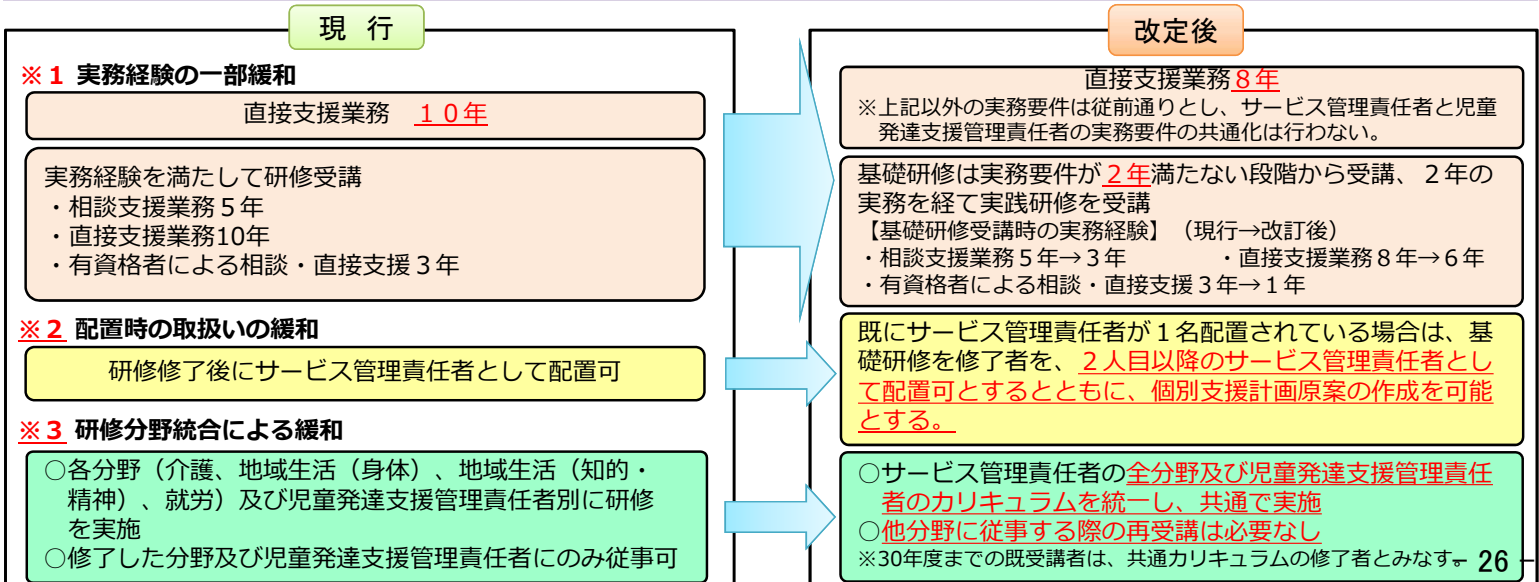 現 行
※１ 実務経験の一部緩和
直接支援業務 １０年
実務経験を満たして研修受講
・相談支援業務５年
・直接支援業務10年
・有資格者による相談・直接支援３年
※２ 配置時の取扱いの緩和
研修修了後にサービス管理責任者として配置可
※３ 研修分野統合による緩和
○各分野（介護、地域生活（身体）、地域生活（知的・
精神）、就労）及び児童発達支援管理責任者別に研修
を実施
○修了した分野及び児童発達支援管理責任者にのみ従事可
改定後
直接支援業務８年
※上記以外の実務要件は従前通りとし、サービス管理責任者と児童
発達支援管理責任者の実務要件の共通化は行わない。
基礎研修は実務要件が２年満たない段階から受講、２年の
実務を経て実践研修を受講
【基礎研修受講時の実務経験】（現行→改訂後）
・相談支援業務５年→３年 ・直接支援業務８年→６年
・有資格者による相談・直接支援３年→１年
既にサービス管理責任者が１名配置されている場合は、基
礎研修を修了者を、２人目以降のサービス管理責任者とし
て配置可とするとともに、個別支援計画原案の作成を可能
とする。
○サービス管理責任者の全分野及び児童発達支援管理責任
者のカリキュラムを統一し、共通で実施
○他分野に従事する際の再受講は必要なし
※30年度までの既受講者は、共通カリキュラムの修了者とみなす。
- 26 -